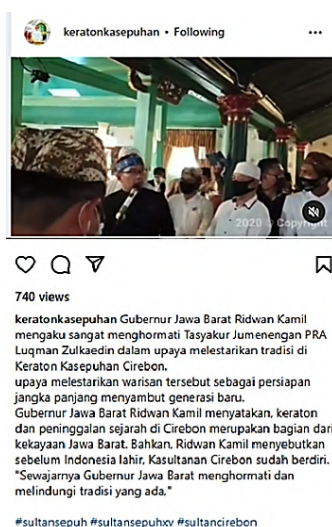 keratonkasepuhan • Following
2020 © Copyright
740 views
keratonkasepuhan Gubernur Jawa Barat Ridwan Kamil
mengaku sangat menghormati Tasyakur Jumenengan PRA
Luqman Zulkaedin dalam upaya melestarikan tradisi di
Keraton Kasepuhan Cirebon.
upaya melestarikan warisan tersebut sebagai persiapan
jangka panjang menyambut generasi baru.
Gubernur Jawa Barat Ridwan Kamil menyatakan, keraton
dan peninggalan sejarah di Cirebon merupakan bagian dari
kekayaan Jawa Barat. Bahkan, Ridwan Kamil menyebutkan
sebelum Indonesia lahir, Kasultanan Cirebon sudah berdiri.
"Sewajarnya Gubernur Jawa Barat menghormati dan
melindungi tradisi yang ada,"
#sultansepuh #sultansepuhxv #sultancirebon